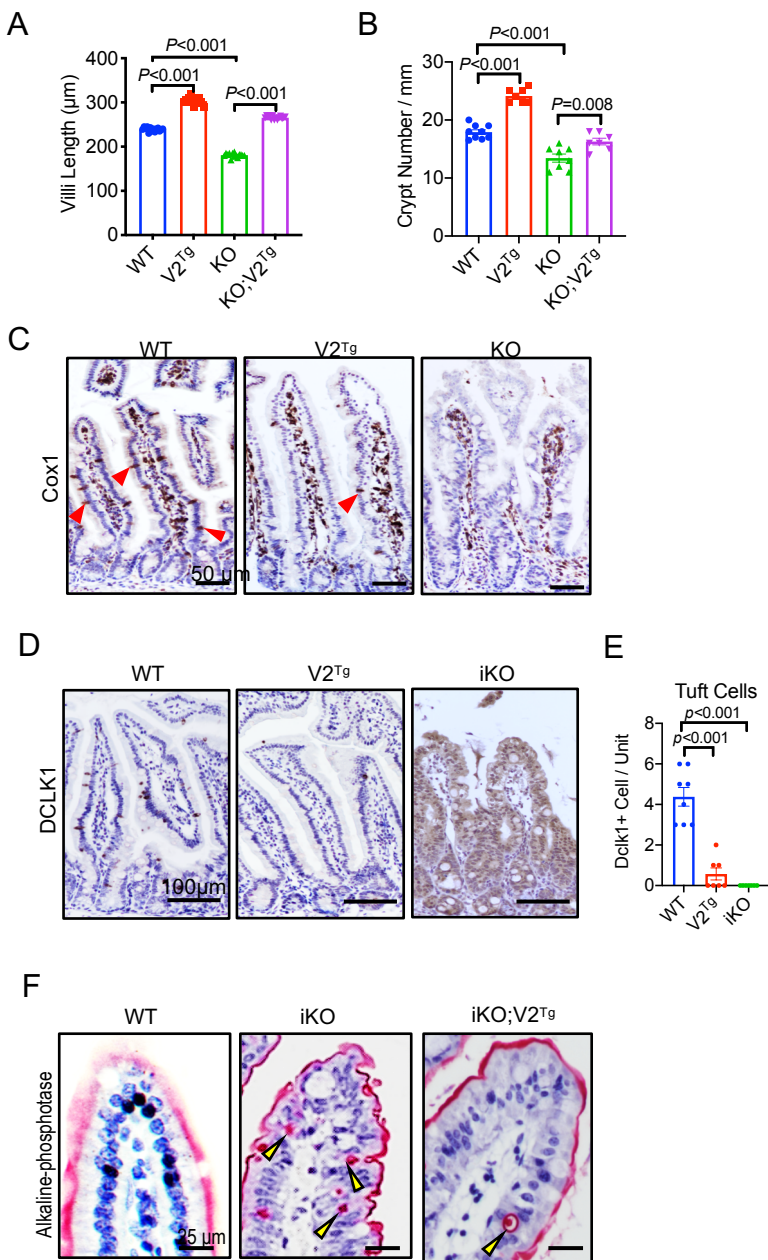 A
Villi Length (µm)
400
300
200
100
0
P<0.001
P<0.001
P<0.001
WT
V2Tg
KO
KO;V2Tg
B
Crypt Number / mm
30
20
10
0
P<0.001
P<0.001
P=0.008
WT
V2Tg
KO
KO;V2Tg
C
WT
V2Tg
KO
Cox1
50 µm
D
WT
V2Tg
iKO
DCLK1
100µm
E
Tuft Cells
Dclk1+ Cell / Unit
8
6
4
2
0
p<0.001
p<0.001
WT
V2Tg
iKO
F
WT
iKO
iKO;V2Tg
Alkaline-phosphotase
25 µm